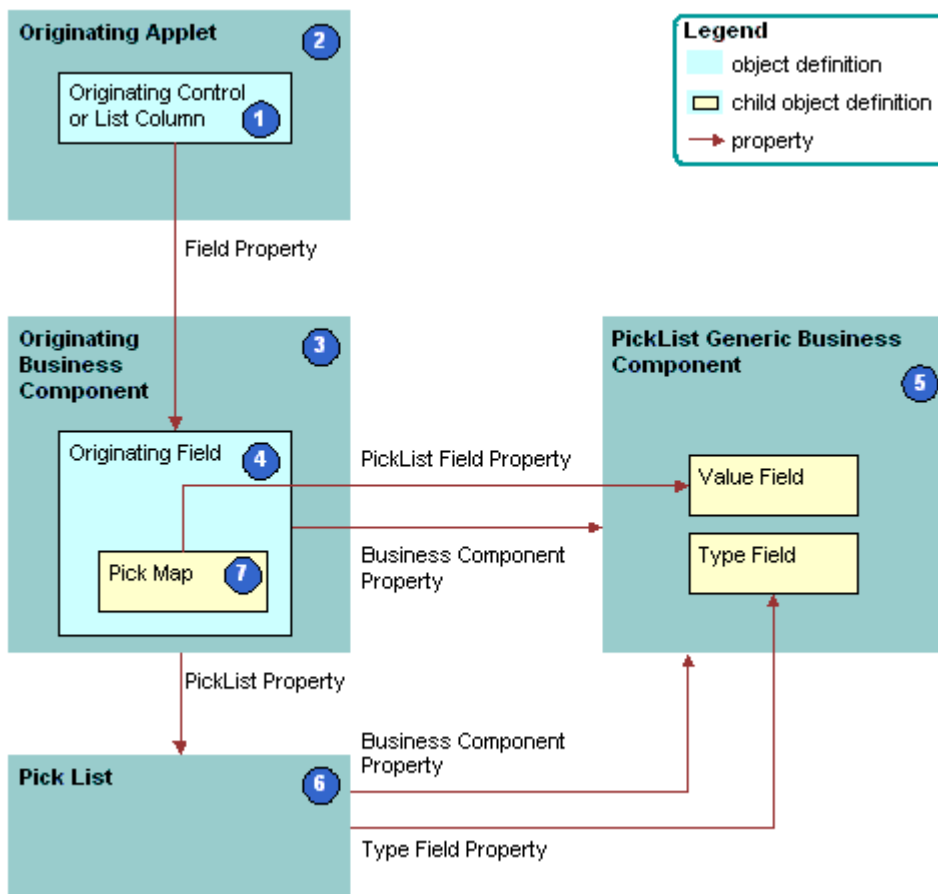 Originating Applet
2
Originating Control
or List Column
1
Legend
object definition
child object definition
property
Field Property
Originating
Business
Component
3
Originating Field
4
Pick Map
7
PickList Field Property
Business Component
Property
PickList Generic Business
Component
5
Value Field
Type Field
PickList Property
Pick List
6
Business Component
Property
Type Field Property